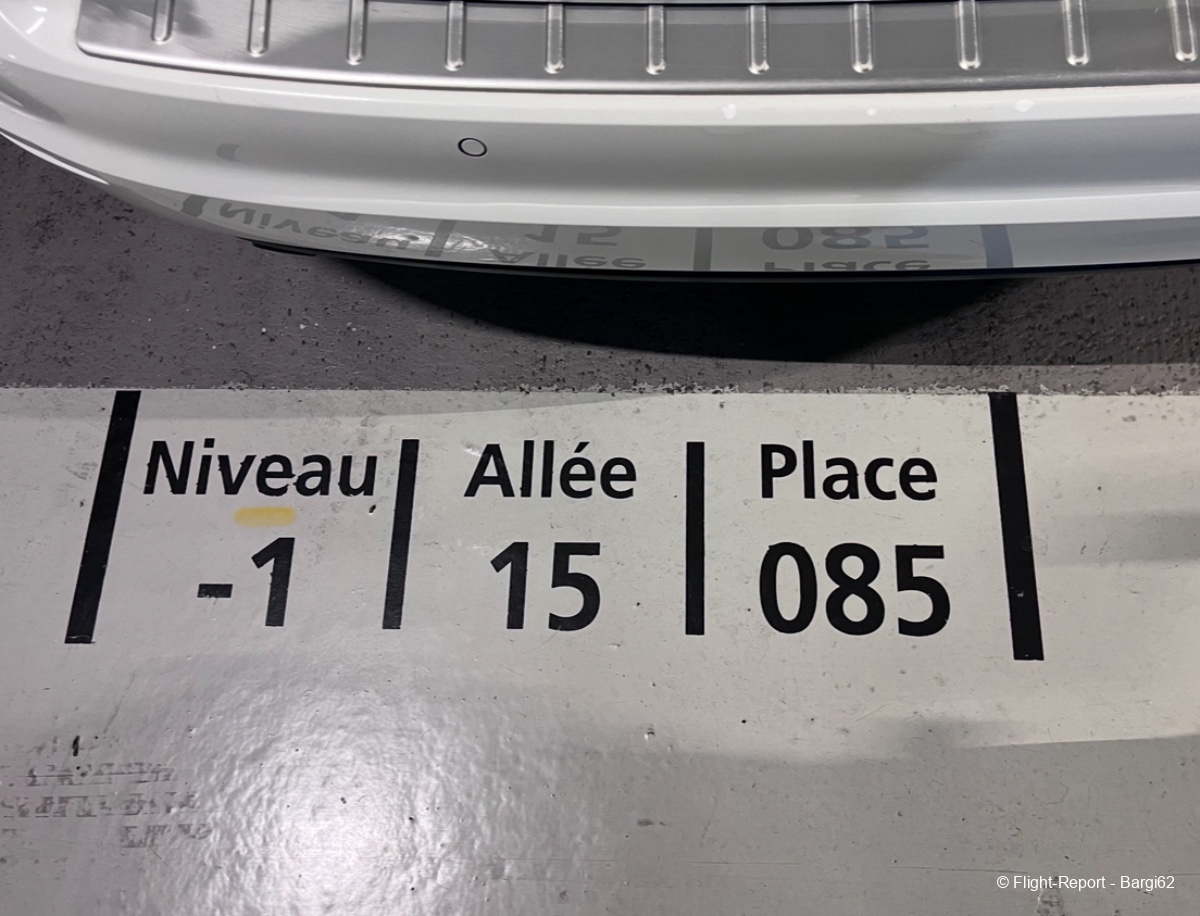 Niveau Allée Place
-1 15 085
© Flight-Report - Bargi62